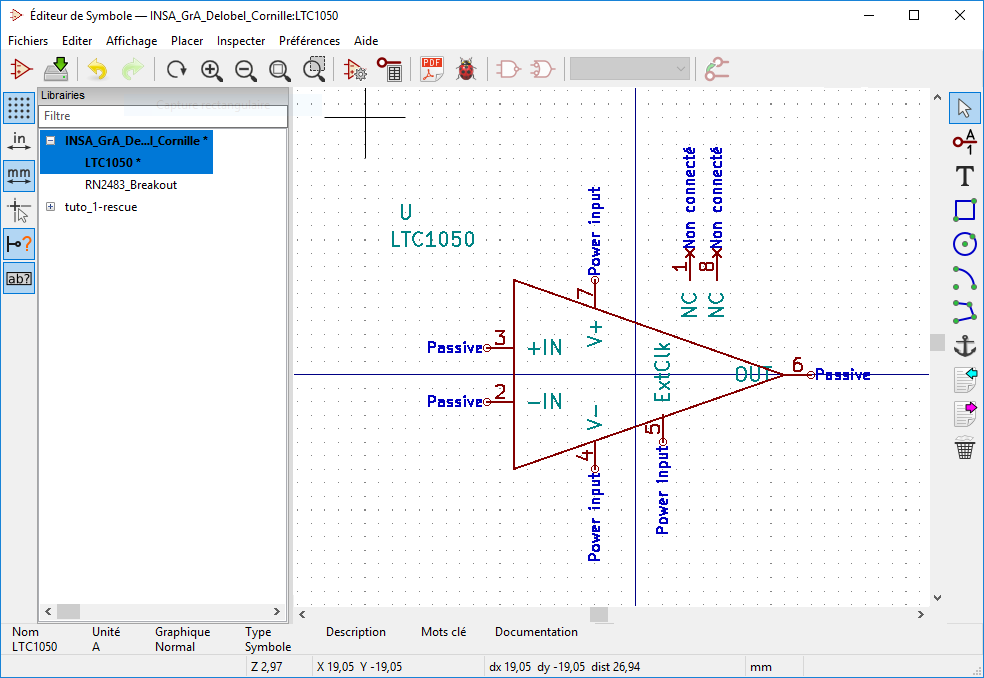 Éditeur de Symbole — INSA_GrA_Delobel_Cornille:LTC1050
Fichiers Editer Affichage Placer Inspecter Préférences Aide
PDF
Librairies
Filtre
INSA_GrA_De...l_Cornille *
LTC1050 *
RN2483_Breakout
tuto_1-rescue
in
mm
?
ab?
A
1
T
U
LTC1050
Power input
Non connecté
Non connecté
7
1
8
NC
NC
V+
Passive
3
+IN
ExtClk
OUT
6
Passive
Passive
2
-IN
V-
4
5
Power input
Power input
Nom Unité Graphique Type Description Mots clé Documentation
LTC1050 A Normal Symbole
Z 2,97 X 19,05 Y -19,05 dx 19,05 dy -19,05 dist 26,94 mm